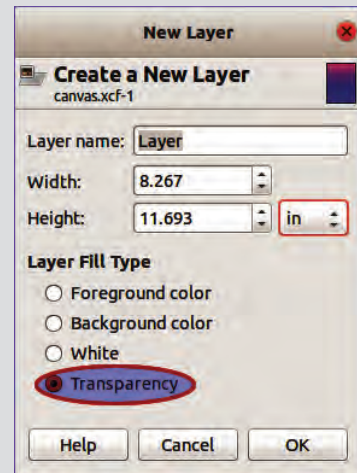 New Layer
Create a New Layer
canvas.xcf-1
Layer name: Layer
Width: 8.267
Height: 11.693 in
Layer Fill Type
Foreground color
Background color
White
Transparency
Help Cancel OK